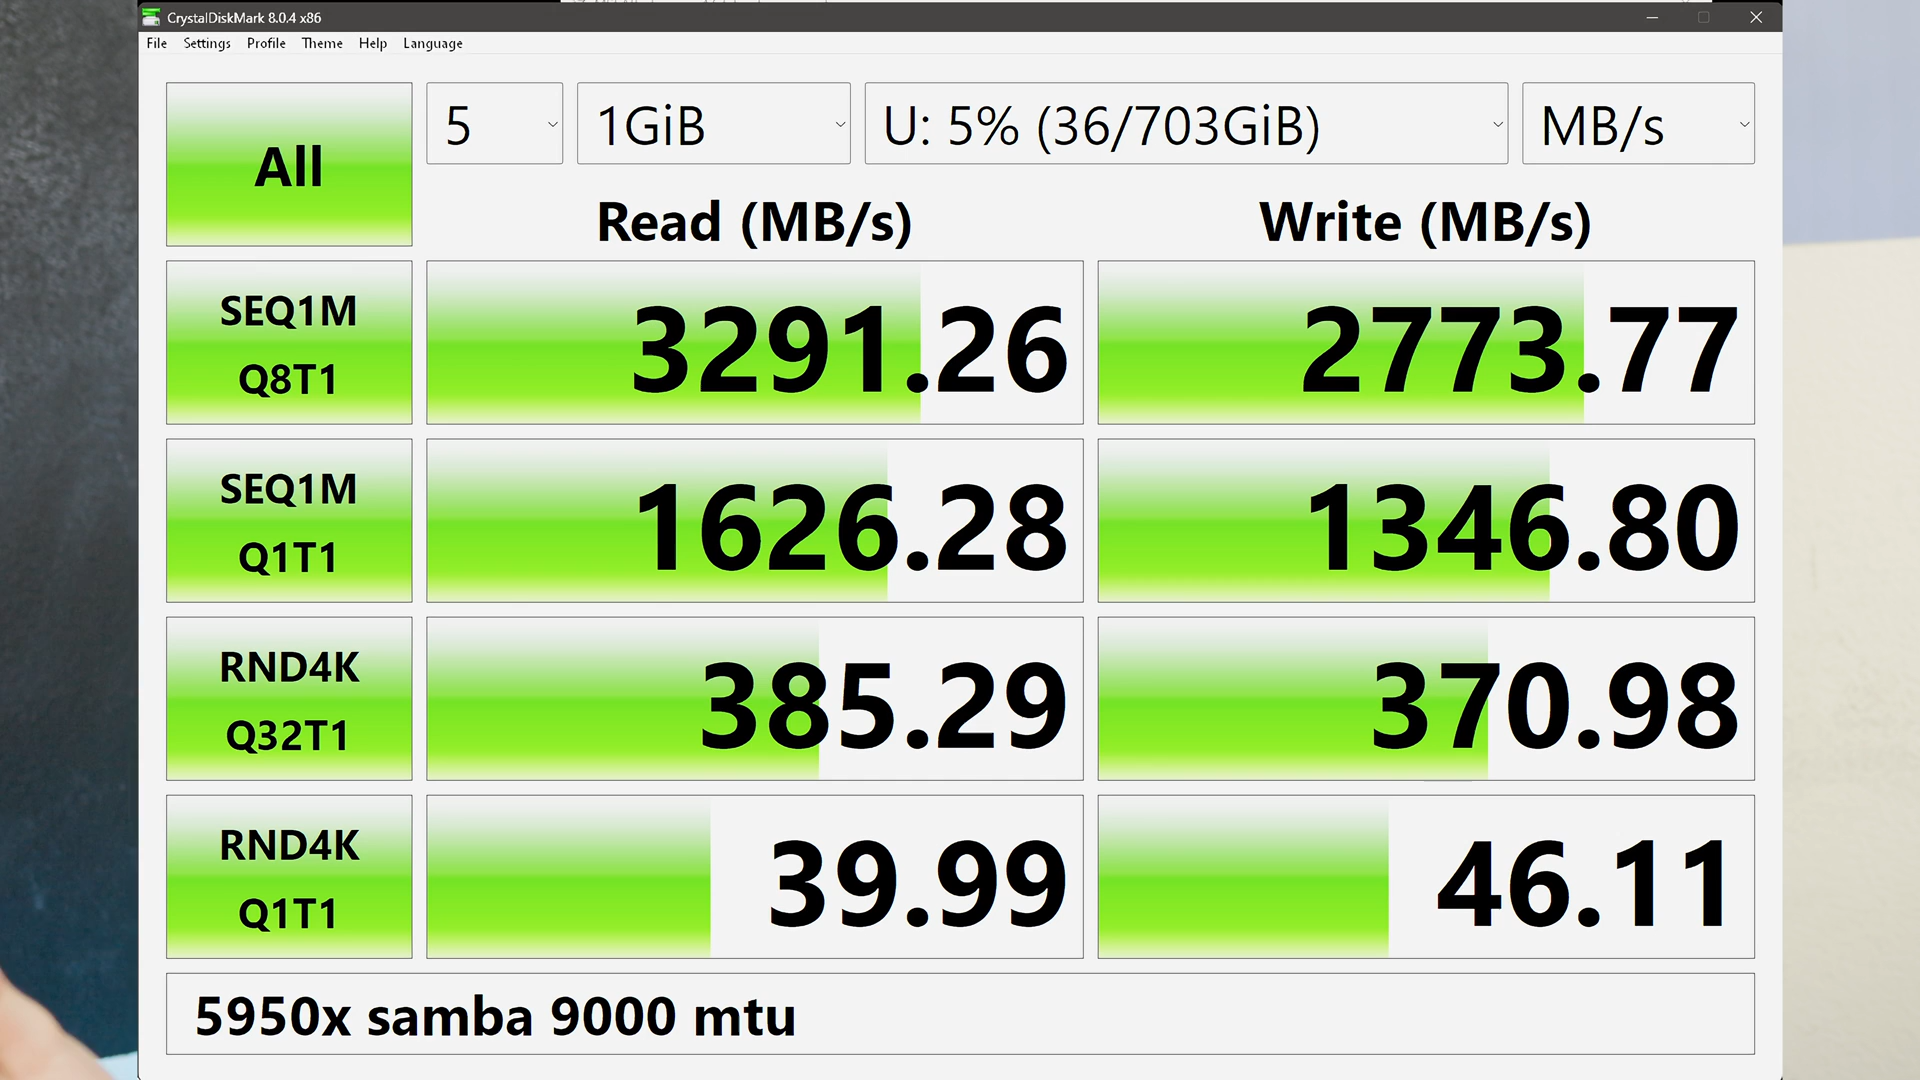 CrystalDiskMark 8.0.4 x86
File Settings Profile Theme Help Language
All 5 1GiB U: 5% (36/703GiB) MB/s
Read (MB/s) Write (MB/s)
SEQ1M
Q8T1
3291.26 2773.77
SEQ1M
Q1T1
1626.28 1346.80
RND4K
Q32T1
385.29 370.98
RND4K
Q1T1
39.99 46.11
5950x samba 9000 mtu